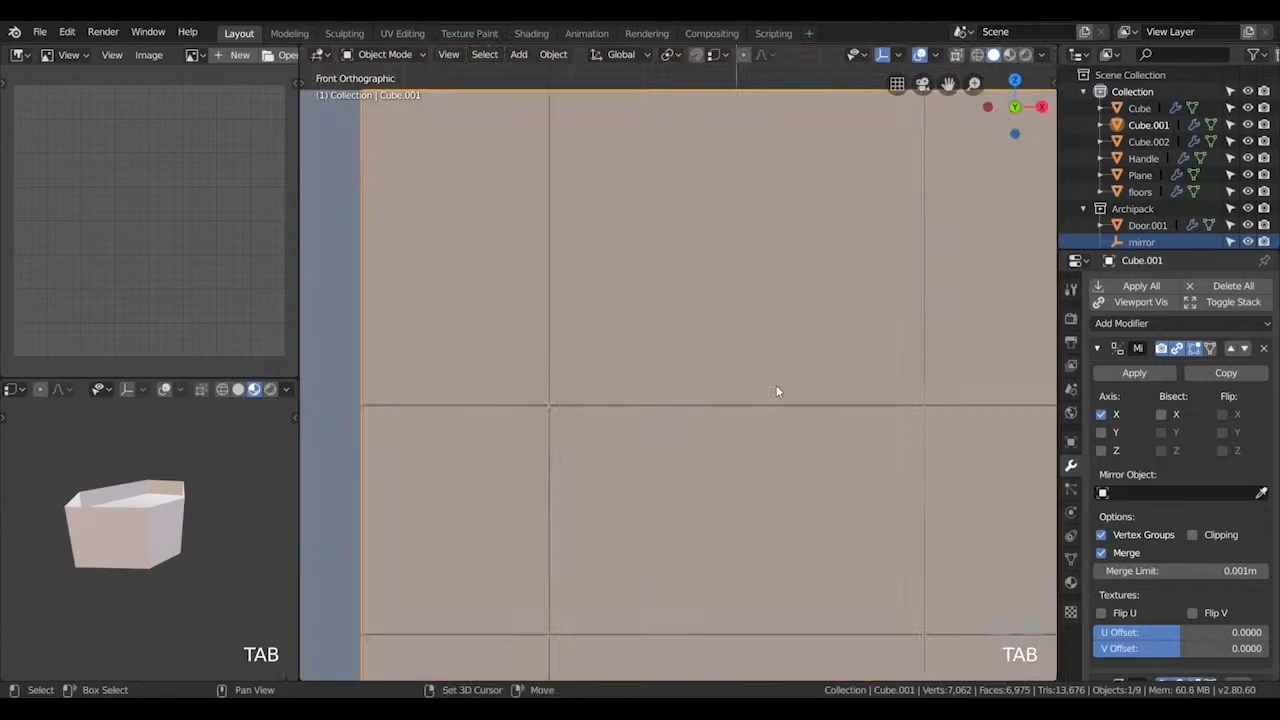 File Edit Render Window Help Layout Modeling Sculpting UV Editing Texture Paint Shading Animation Rendering Compositing Scripting + Scene View Layer
View View Image + New Open Object Mode View Select Add Object Global
Front Orthographic
(1) Collection | Cube.001
Z
Y
X
Scene Collection
Collection
Cube
Cube.001
Cube.002
Handle
Plane
floors
Archipack
Door.001
mirror
Cube.001
Apply All Delete All
Viewport Vis Toggle Stack
Add Modifier
Mi
Apply Copy
Axis: Bisect: Flip:
X X X
Y Y Y
Z Z Z
Mirror Object:
Options:
Vertex Groups Clipping
Merge
Merge Limit: 0.001m
Textures:
Flip U Flip V
U Offset: 0.0000
V Offset: 0.0000
TAB TAB
Select Box Select Pan View Set 3D Cursor Move Collection | Cube.001 | Verts:7,062 | Faces:6,975 | Tris:13,676 | Objects:1/9 | Mem: 60.6 MB | v2.80.60